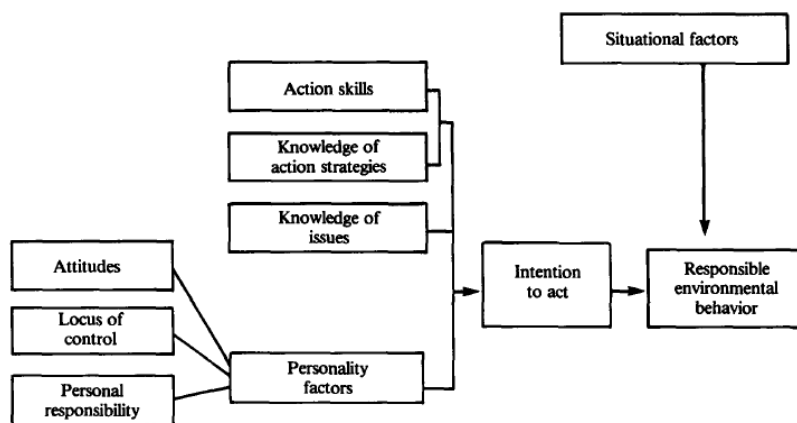 Situational factors
Action skills
Knowledge of
action strategies
Knowledge of
issues
Attitudes
Locus of
control
Personal
responsibility
Personality
factors
Intention
to act
Responsible
environmental
behavior